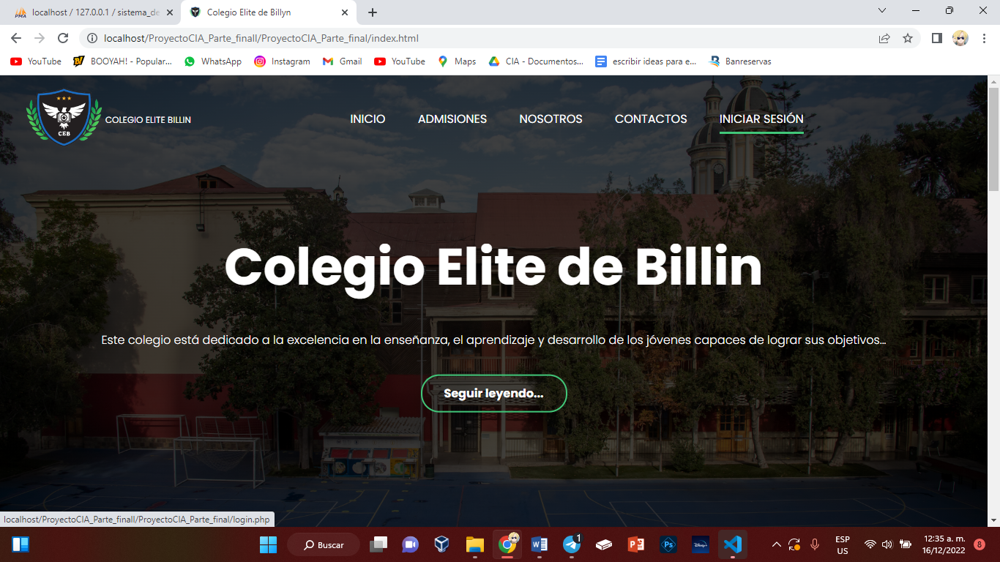 localhost / 127.0.0.1 / sistema_de
Colegio Elite de Billyn
localhost/ProyectoCIA_Parte_finall/ProyectoCIA_Parte_final/index.html
YouTube
BOOYAH! - Popular...
WhatsApp
Instagram
Gmail
YouTube
Maps
CIA - Documentos...
escribir ideas para e...
Banreservas
CEB
COLEGIO ELITE BILLIN
INICIO
ADMISIONES
NOSOTROS
CONTACTOS
INICIAR SESIÓN
Colegio Elite de Billin
Este colegio está dedicado a la excelencia en la enseñanza, el aprendizaje y desarrollo de los jóvenes capaces de lograr sus objetivos...
Seguir leyendo...
localhost/ProyectoCIA_Parte_finall/ProyectoCIA_Parte_final/login.php
Buscar
1
Ps
Disney+
ESP
US
12:35 a. m.
16/12/2022
8